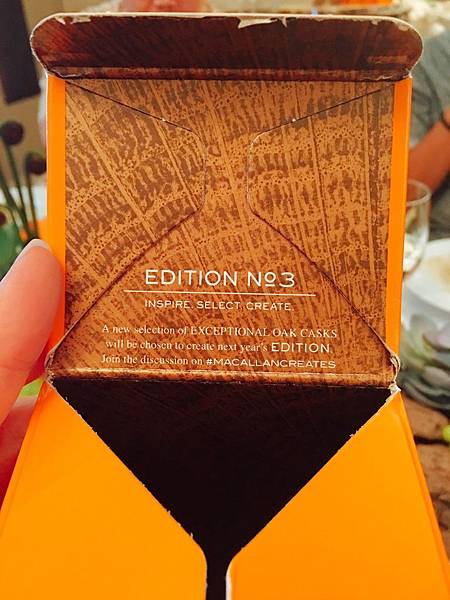 EDITION Nº3
INSPIRE. SELECT. CREATE.
A new selection of EXCEPTIONAL OAK CASKS
will be chosen to create next year's EDITION.
Join the discussion on #MACALLANCREATES